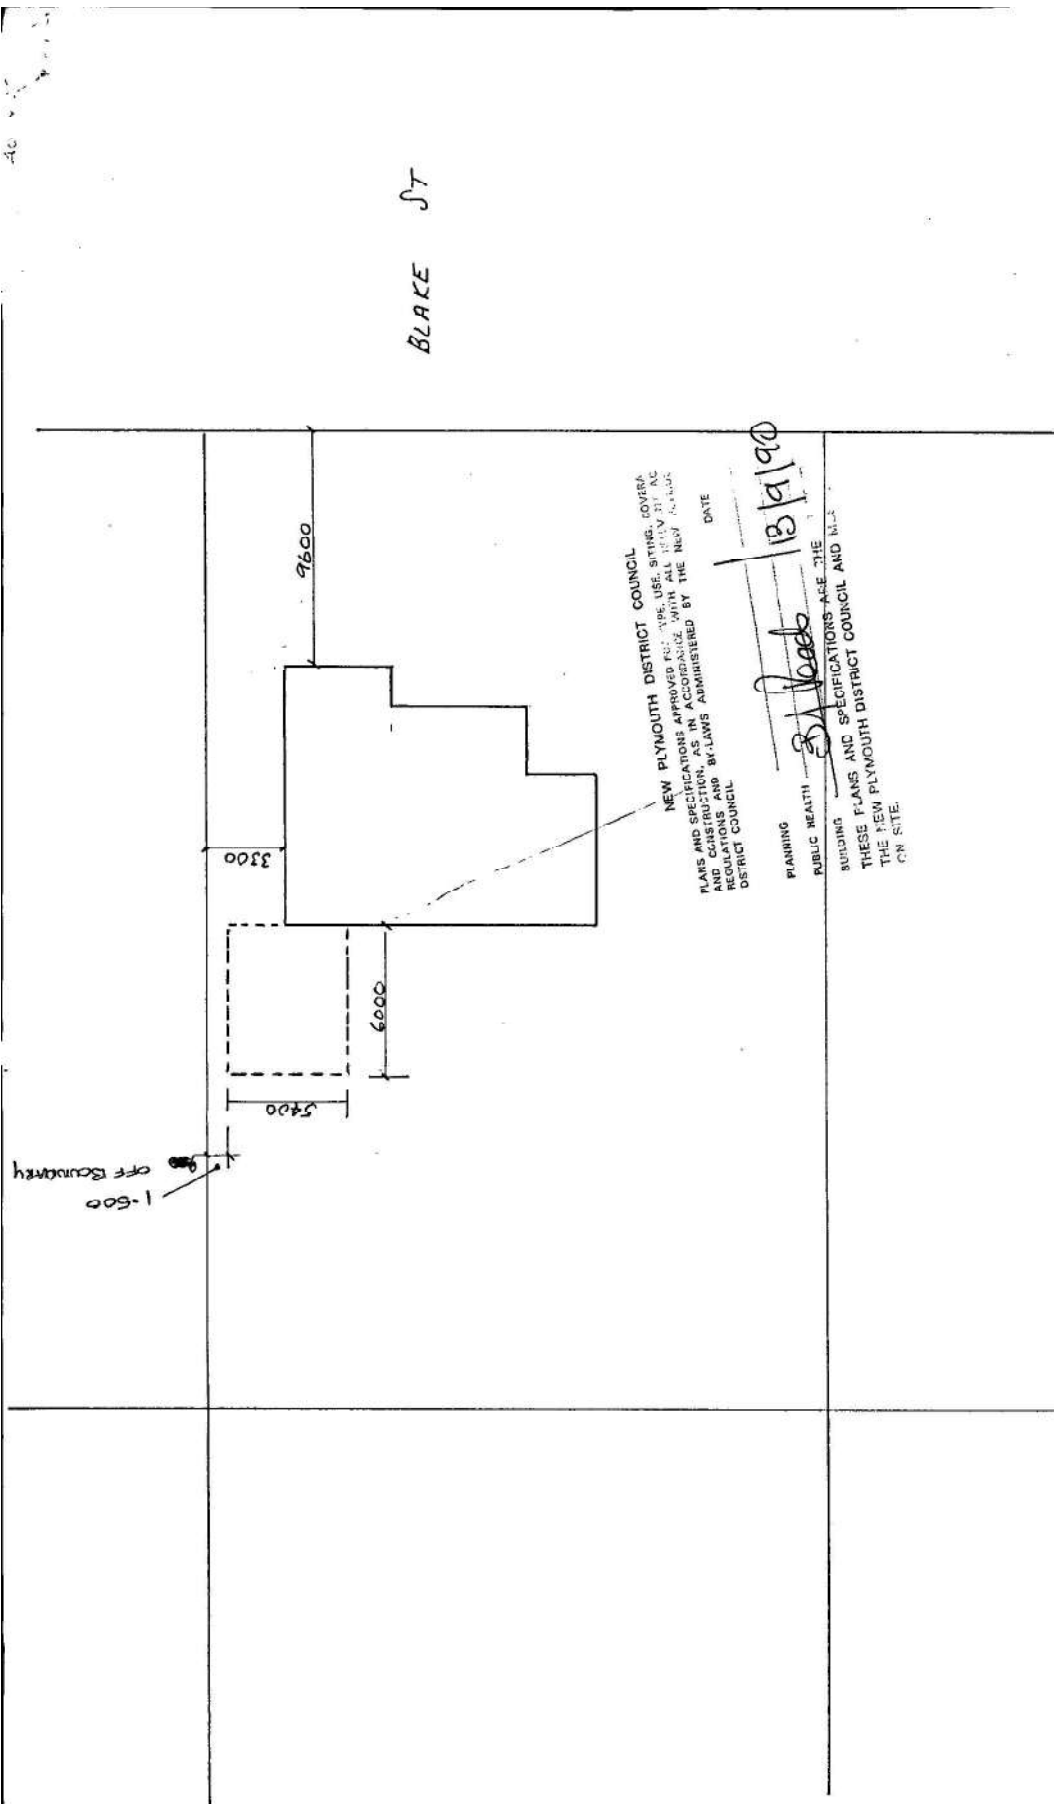 BLAKE ST
9600
3300
6000
5400
1-500
OFF BOUNDARY
NEW PLYMOUTH DISTRICT COUNCIL
PLANS AND SPECIFICATIONS APPROVED FOR TYPE, USE, SITING, COVERA
AND CONSTRUCTION, AS IN ACCORDANCE WITH ALL
REGULATIONS AND BY-LAWS ADMINISTERED BY THE NEW
DISTRICT COUNCIL
DATE
PLANNING
PUBLIC HEALTH
13/9/90
BUILDING
THESE PLANS AND SPECIFICATIONS ARE THE
THE NEW PLYMOUTH DISTRICT COUNCIL AND
ON SITE.